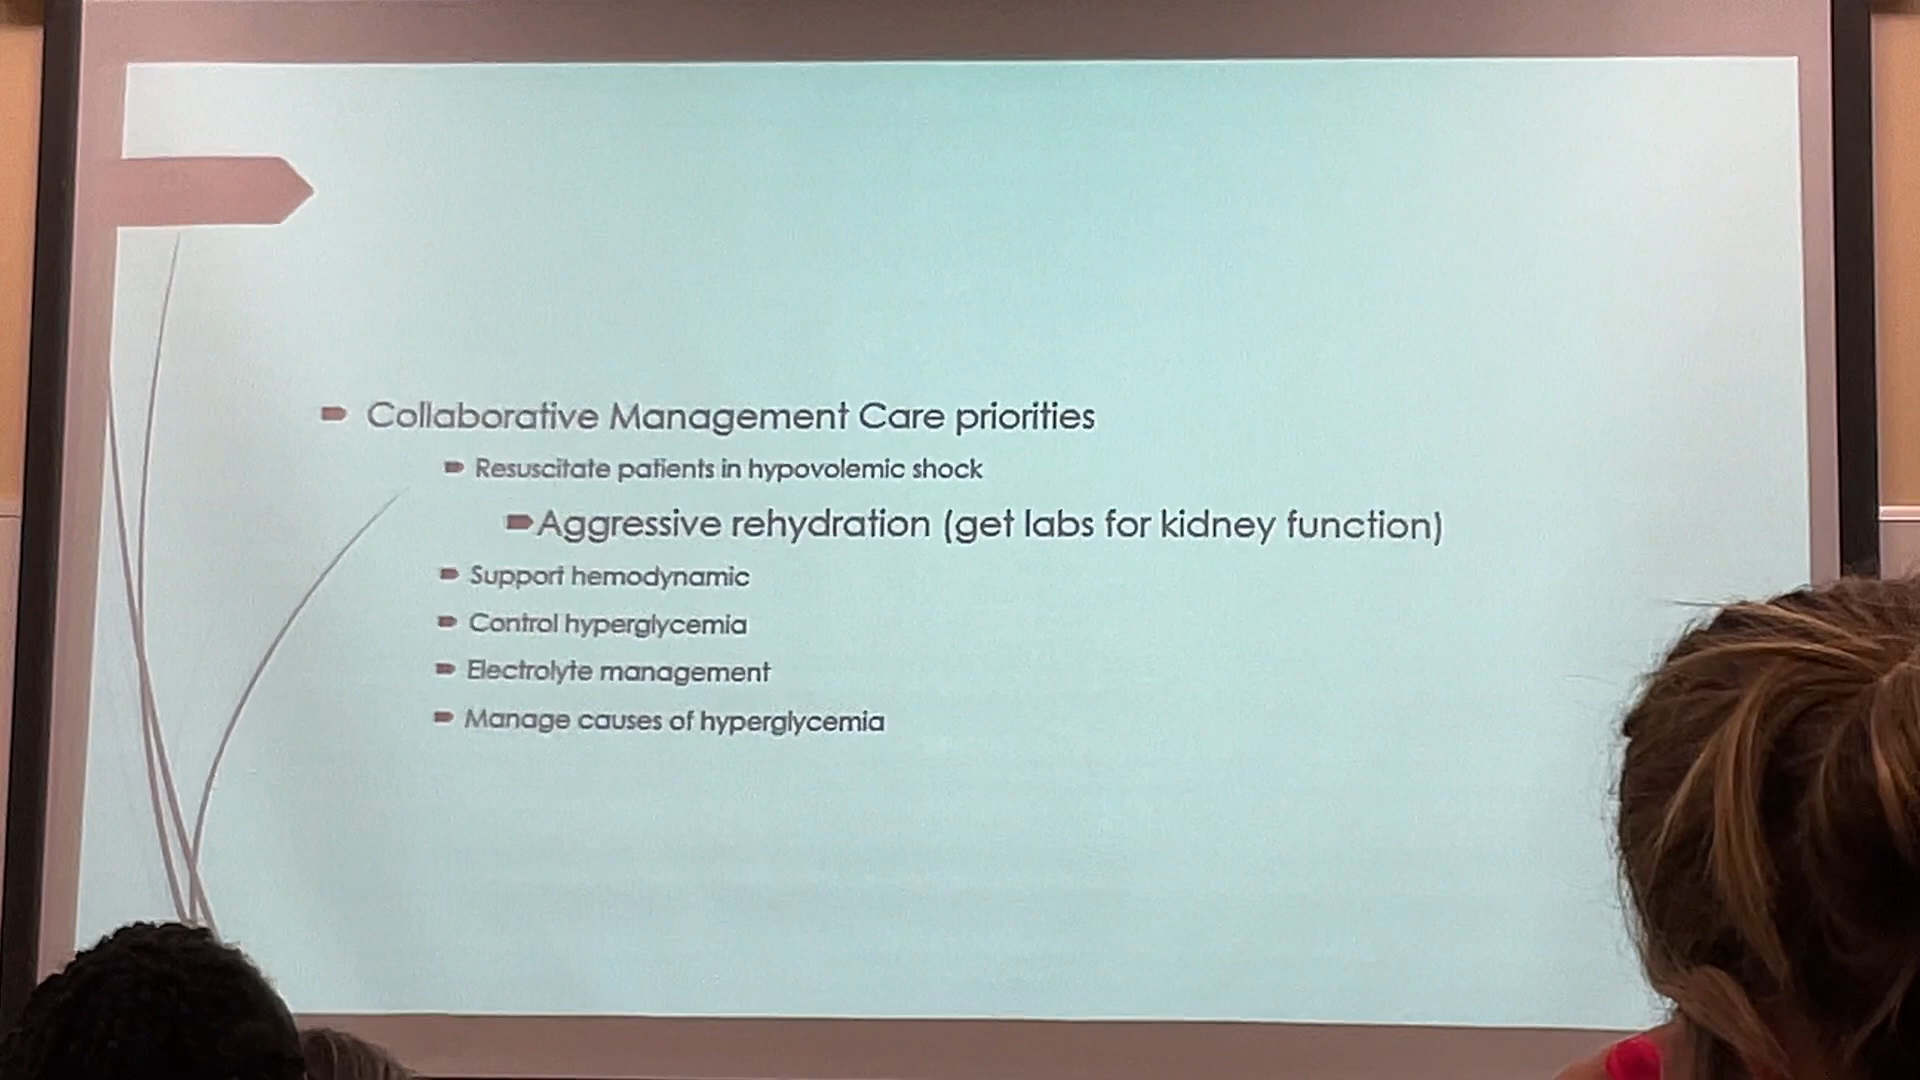 Collaborative Management Care priorities
Resuscitate patients in hypovolemic shock
Aggressive rehydration (get labs for kidney function)
Support hemodynamic
Control hyperglycemia
Electrolyte management
Manage causes of hyperglycemia